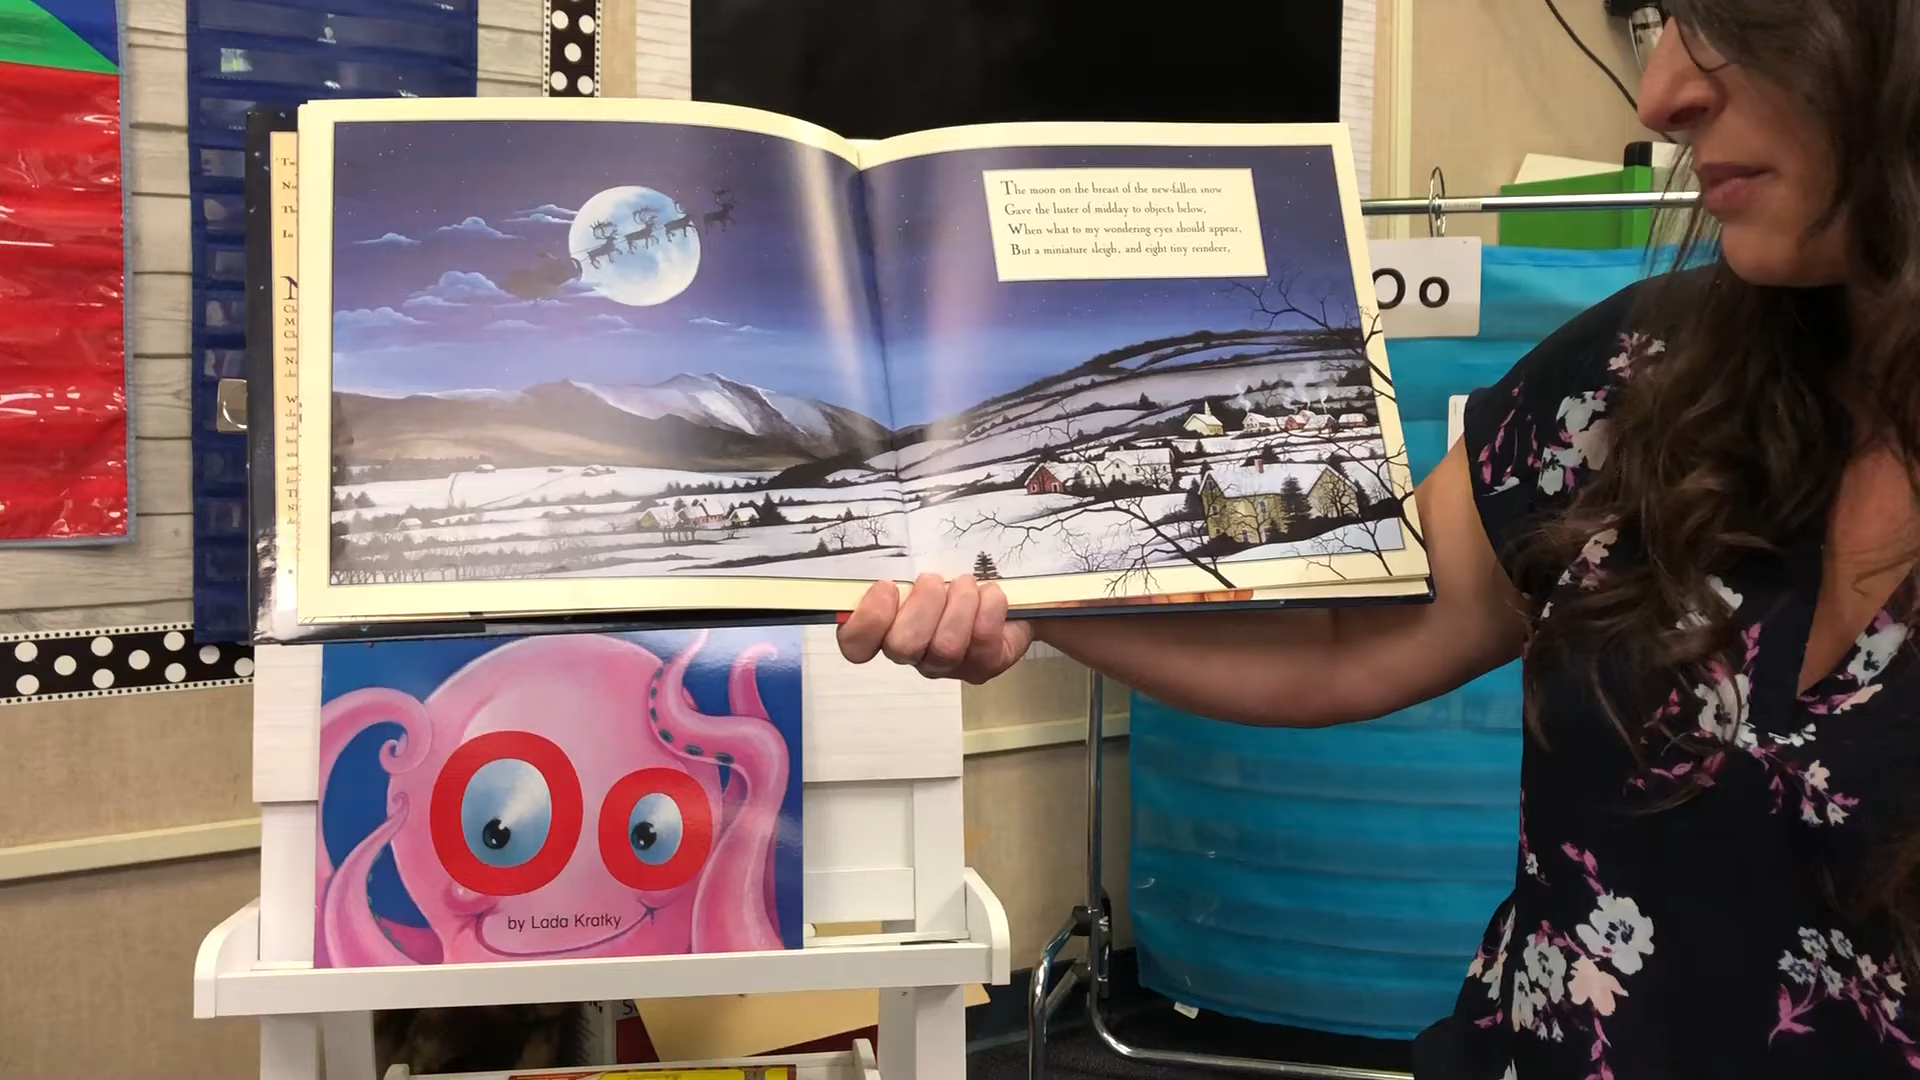 The moon on the breast of the new-fallen snow
Gave the luster of midday to objects below,
When what to my wondering eyes should appear,
But a miniature sleigh, and eight tiny reindeer,
Oo
Oo
by Lada Kratky